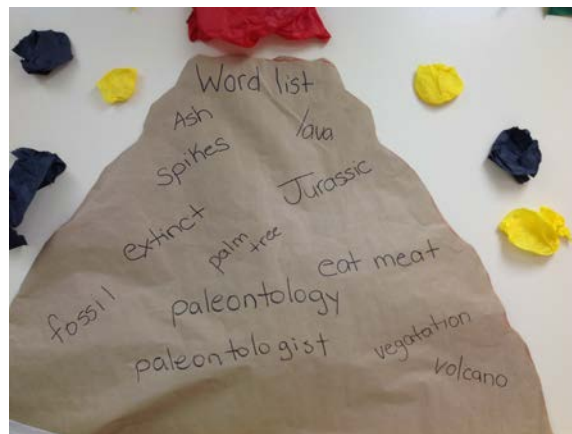 Word list
Ash
lava
spikes
Jurassic
extinct
palm
tree
eat meat
fossil
paleontology
paleontologist
vegatation
volcano